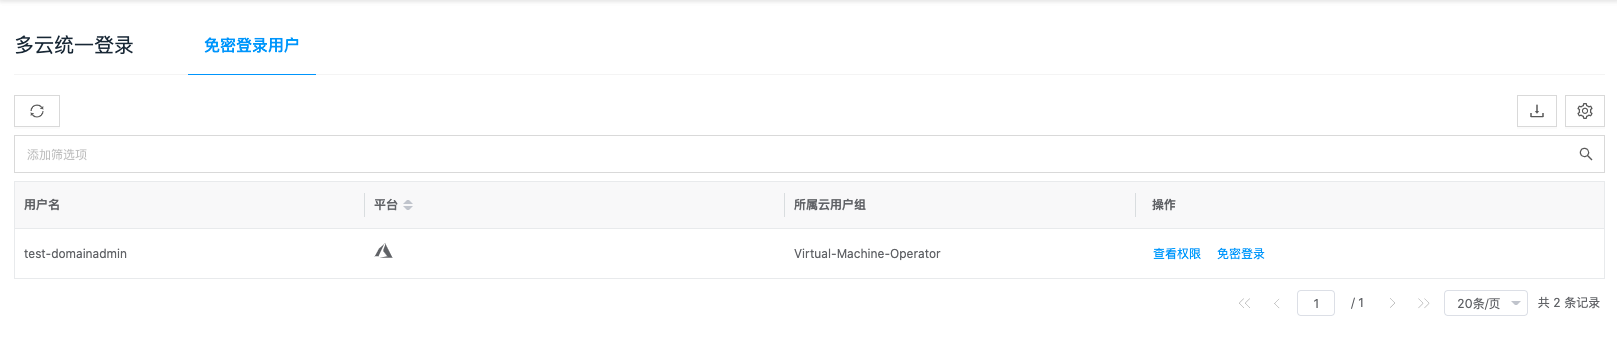 多云统一登录 免密登录用户
添加筛选项
用户名 平台 所属云用户组 操作
test-domainadmin Virtual-Machine-Operator 查看权限 免密登录
1 / 1 20条/页 共 2 条记录